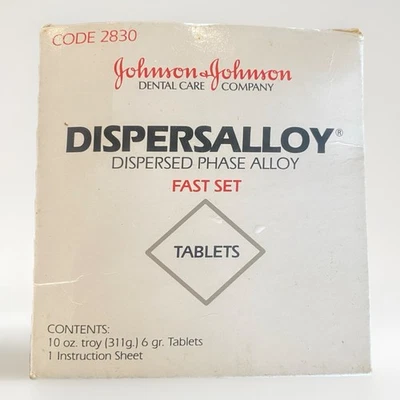 CODE 2830
Johnson & Johnson
DENTAL CARE COMPANY
DISPERSALLOY®
DISPERSED PHASE ALLOY
FAST SET
TABLETS
CONTENTS:
10 oz. troy (311g.) 6 gr. Tablets
1 Instruction Sheet